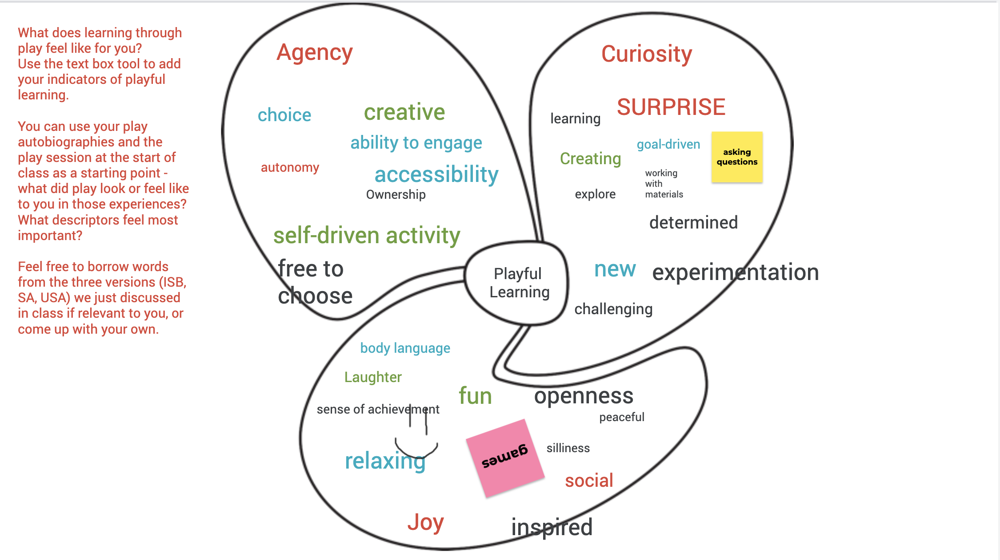 What does learning through
play feel like for you?
Use the text box tool to add
your indicators of playful
learning.
You can use your play
autobiographies and the
play session at the start of
class as a starting point -
what did play look or feel like
to you in those experiences?
What descriptors feel most
important?
Feel free to borrow words
from the three versions (ISB,
SA, USA) we just discussed
in class if relevant to you, or
come up with your own.
Agency
choice
creative
ability to engage
autonomy
accessibility
Ownership
self-driven activity
free to
choose
Curiosity
SURPRISE
learning
goal-driven
asking
questions
Creating
working
with
materials
explore
determined
new
experimentation
challenging
Playful
Learning
body language
Laughter
fun
openness
sense of achievement
peaceful
games
silliness
relaxing
social
Joy
inspired